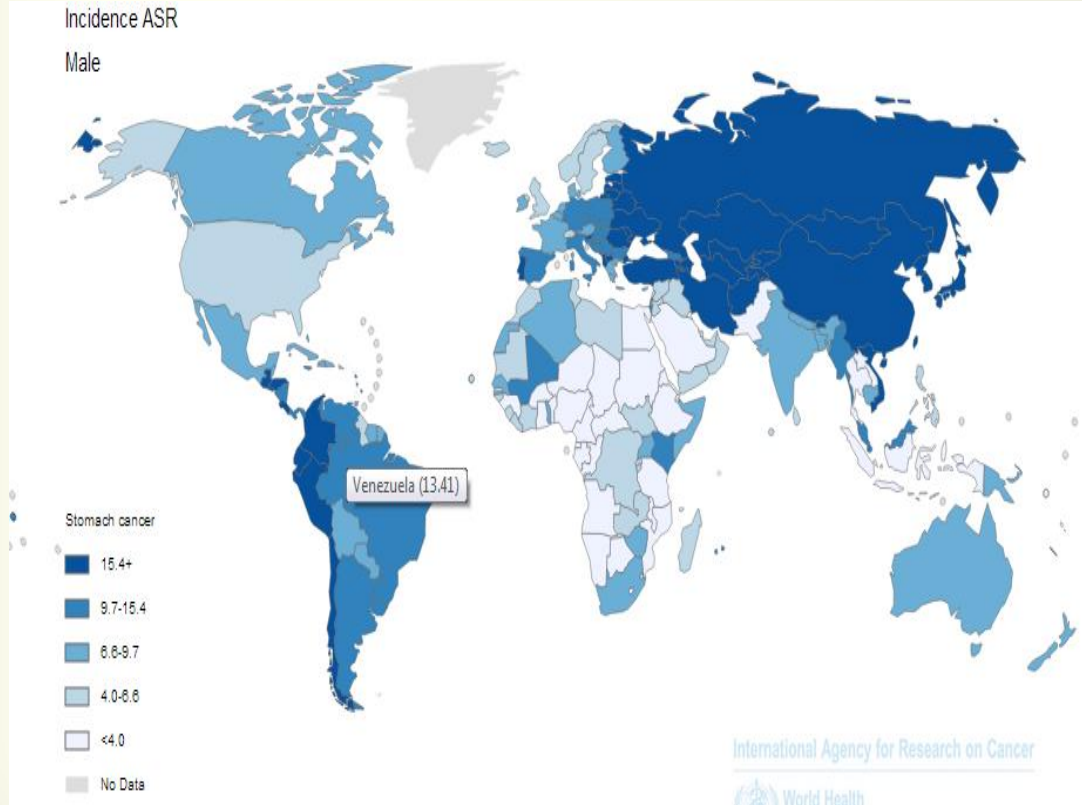 Incidence ASR
Male
Venezuela (13.41)
Stomach cancer
15.4+
9.7-15.4
6.6-9.7
4.0-6.6
<4.0
No Data
International Agency for Research on Cancer
World Health